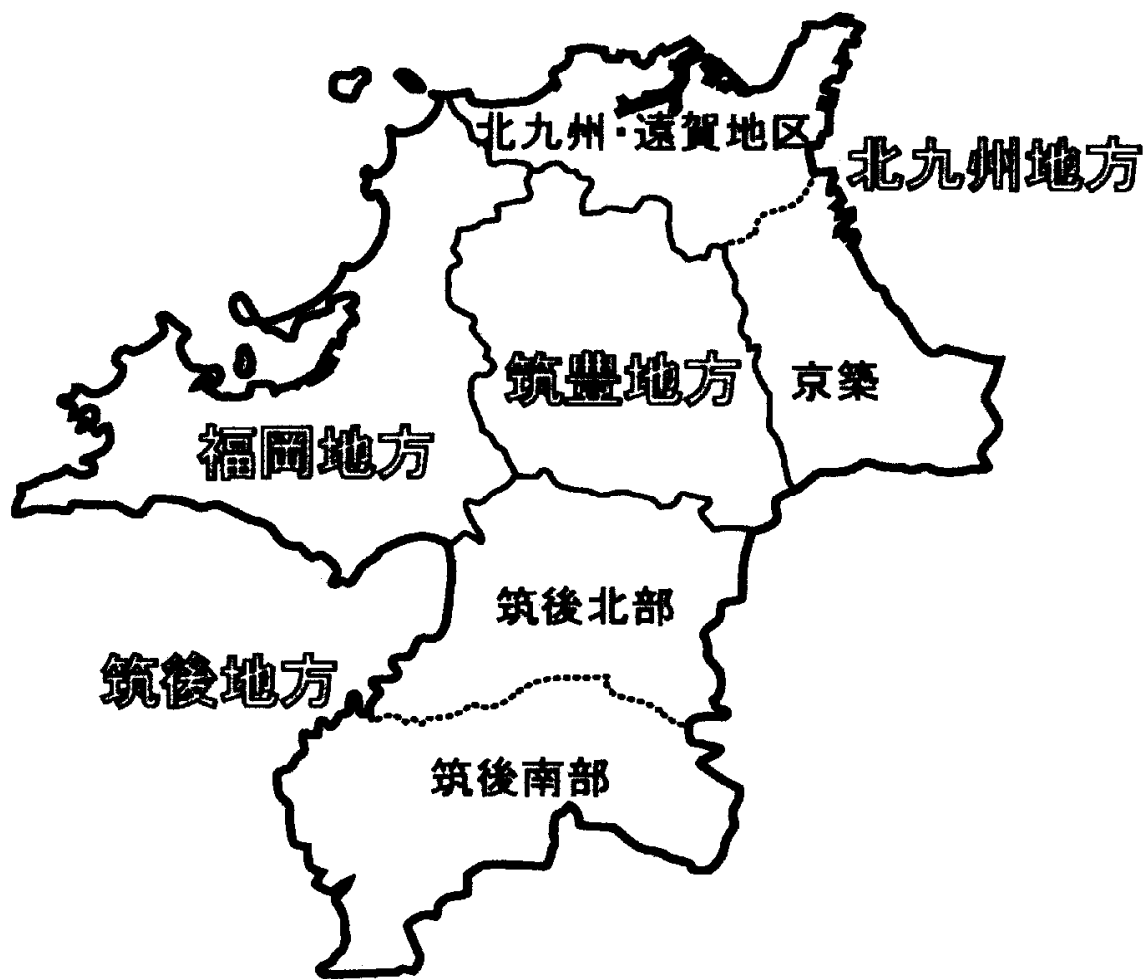 北九州・遠賀地区
北九州地方
筑豊地方
京築
福岡地方
筑後北部
筑後地方
筑後南部